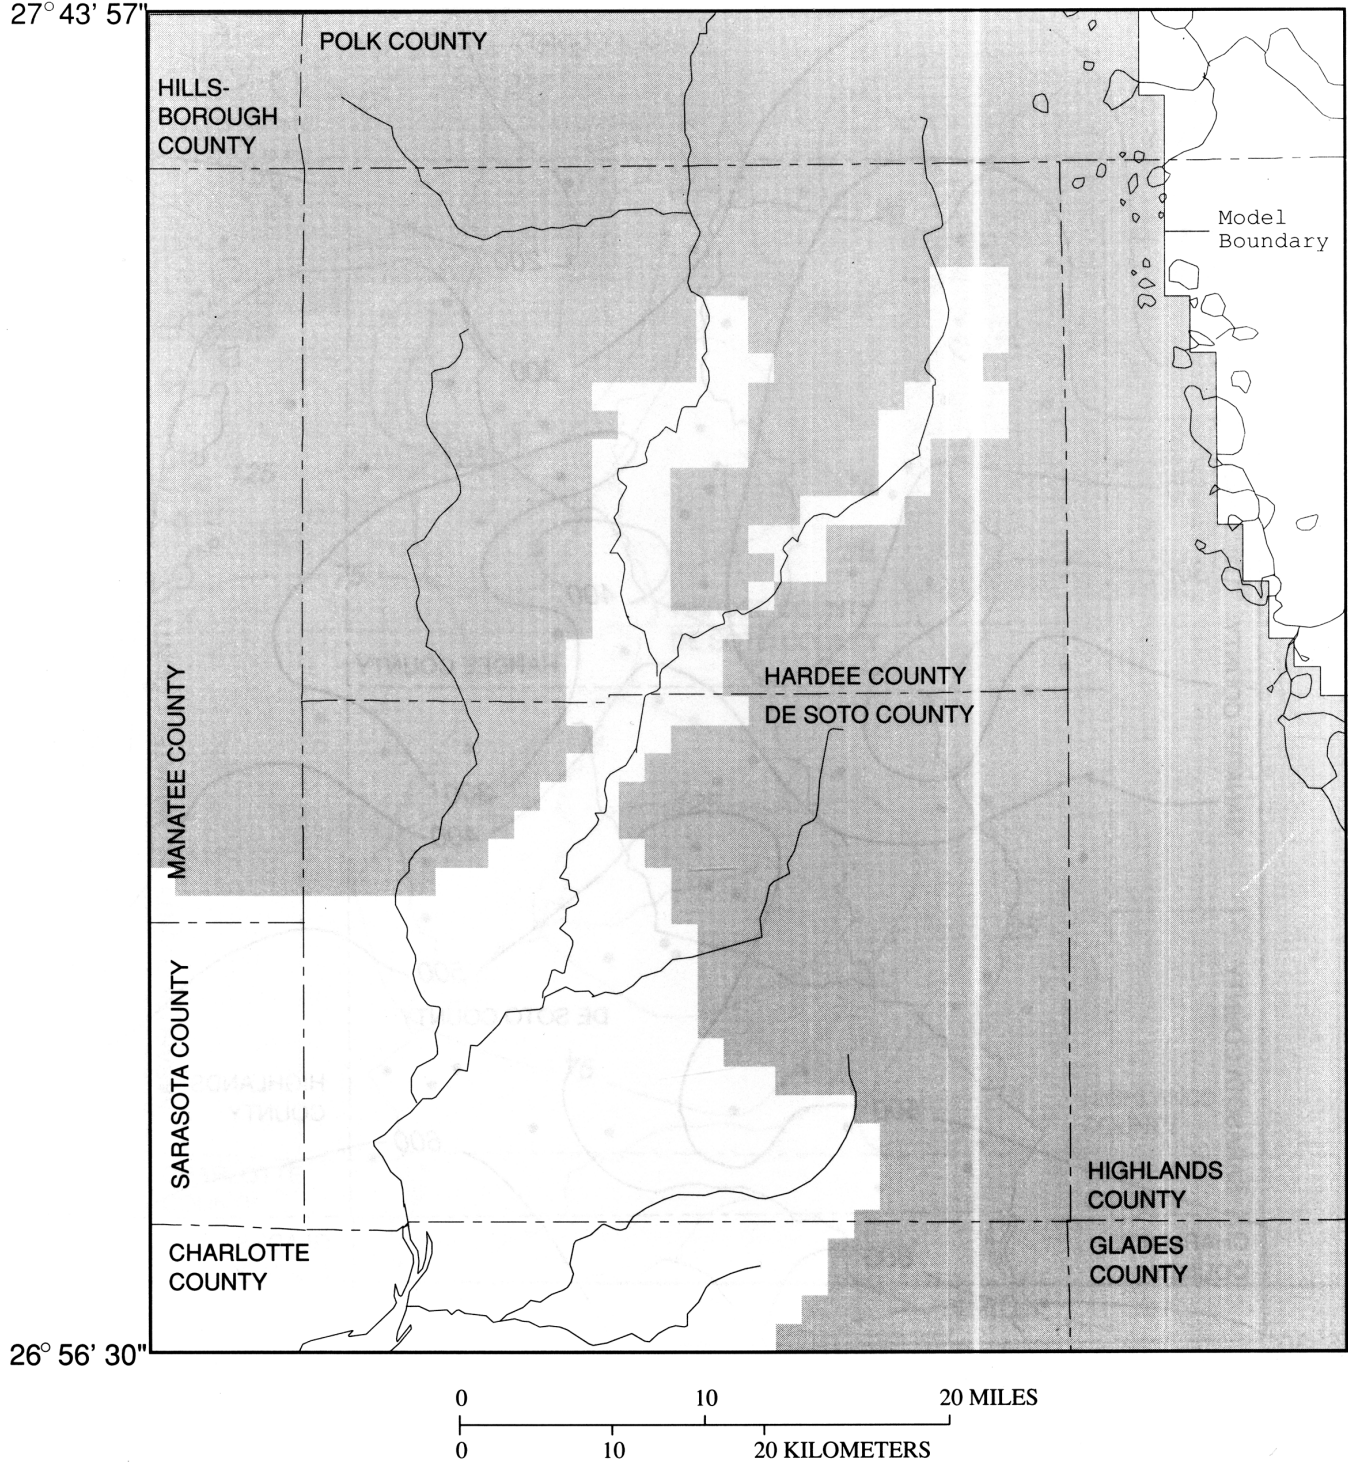 27° 43' 57"
POLK COUNTY
HILLS-
BOROUGH
COUNTY
Model
Boundary
HARDEE COUNTY
DE SOTO COUNTY
MANATEE COUNTY
SARASOTA COUNTY
HIGHLANDS
COUNTY
CHARLOTTE
COUNTY
GLADES
COUNTY
26° 56' 30"
0 10 20 MILES
0 10 20 KILOMETERS